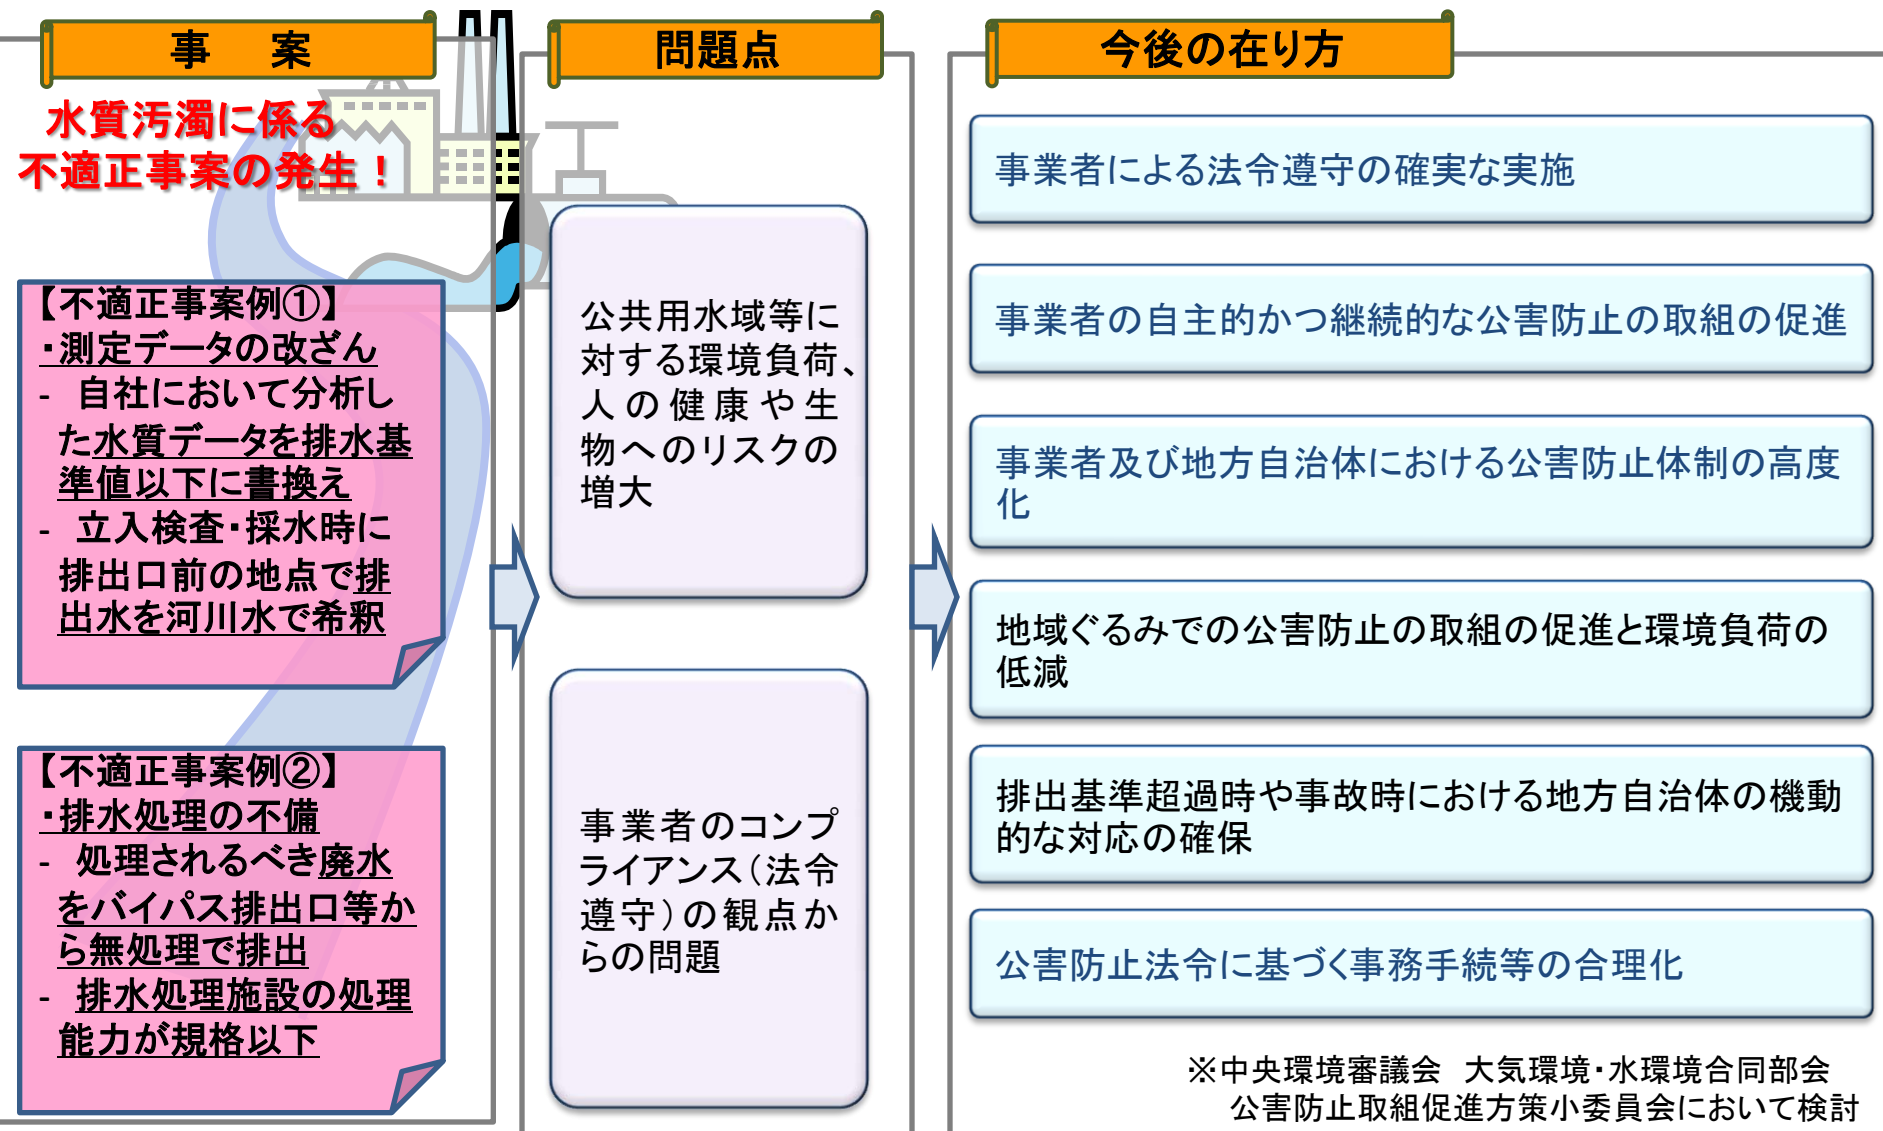 事　案
水質汚濁に係る
不適正事案の発生！
【不適正事案例①】
・測定データの改ざん
- 自社において分析し
た水質データを排水基
準値以下に書換え
- 立入検査・採水時に
排出口前の地点で排
出水を河川水で希釈
【不適正事案例②】
・排水処理の不備
- 処理されるべき廃水
をバイパス排出口等か
ら無処理で排出
- 排水処理施設の処理
能力が規格以下
問題点
公共用水域等に
対する環境負荷、
人の健康や生
物へのリスクの
増大
事業者のコンプ
ライアンス（法令
遵守）の観点か
らの問題
今後の在り方
事業者による法令遵守の確実な実施
事業者の自主的かつ継続的な公害防止の取組の促進
事業者及び地方自治体における公害防止体制の高度
化
地域ぐるみでの公害防止の取組の促進と環境負荷の
低減
排出基準超過時や事故時における地方自治体の機動
的な対応の確保
公害防止法令に基づく事務手続等の合理化
※中央環境審議会　大気環境・水環境合同部会
公害防止取組促進方策小委員会において検討